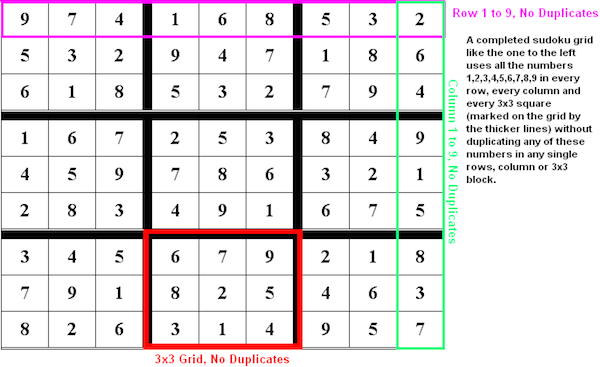 9 7 4 1 6 8 5 3 2
5 3 2 9 4 7 1 8 6
6 1 8 5 3 2 7 9 4
1 6 7 2 5 3 8 4 9
4 5 9 7 8 6 3 2 1
2 8 3 4 9 1 6 7 5
3 4 5 6 7 9 2 1 8
7 9 1 8 2 5 4 6 3
8 2 6 3 1 4 9 5 7
3x3 Grid, No Duplicates
Column 1 to 9, No Duplicates
Row 1 to 9, No Duplicates
A completed sudoku grid
like the one to the left
uses all the numbers
1,2,3,4,5,6,7,8,9 in every
row, every column and
every 3x3 square
(marked on the grid by
the thicker lines) without
duplicating any of these
numbers in any single
rows, column or 3x3
block.